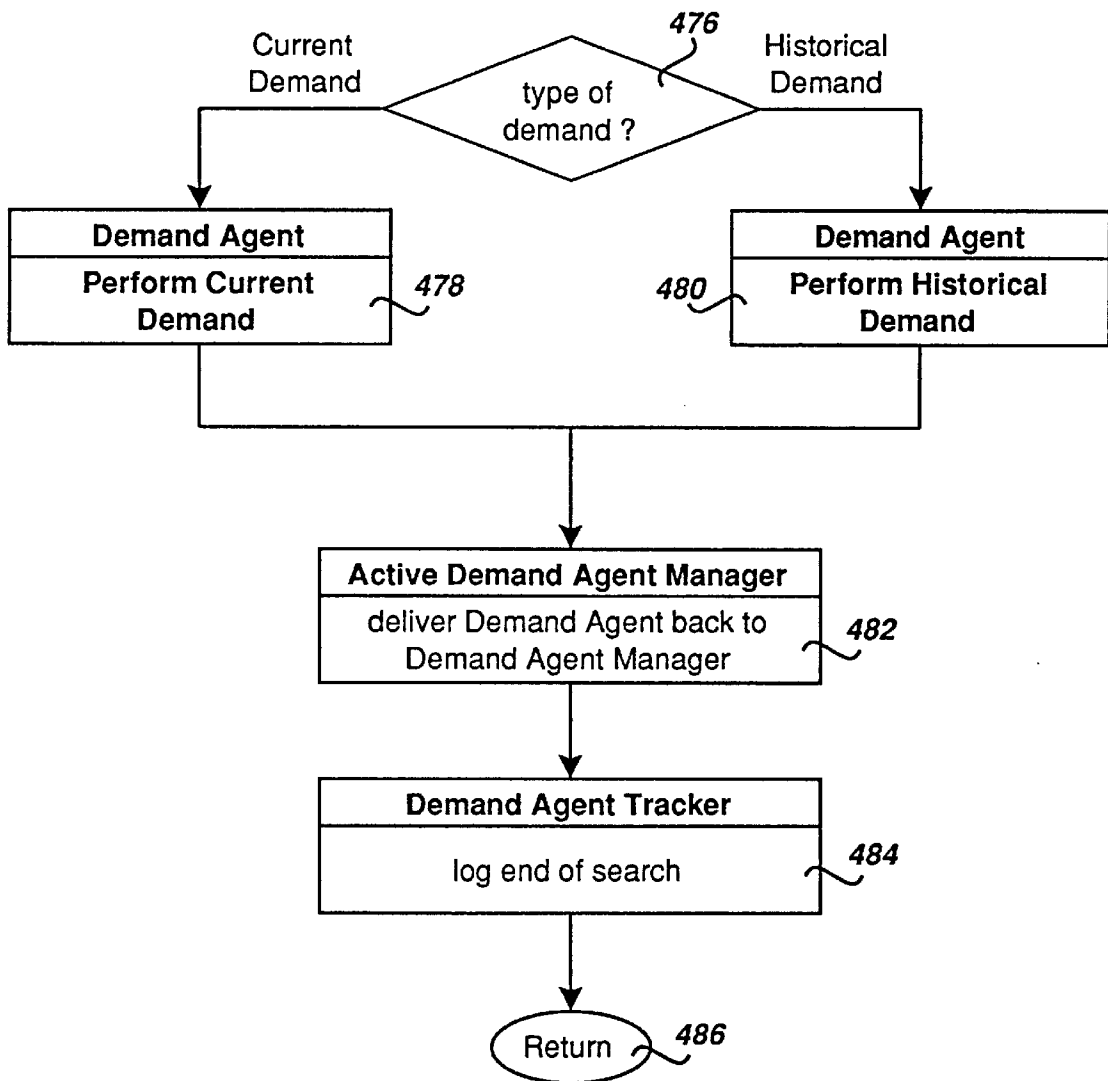 476
Current
Demand
Historical
Demand
type of
demand ?
Demand Agent
Perform Current
Demand
478
Demand Agent
480
Perform Historical
Demand
Active Demand Agent Manager
deliver Demand Agent back to
Demand Agent Manager
482
Demand Agent Tracker
log end of search
484
Return
486